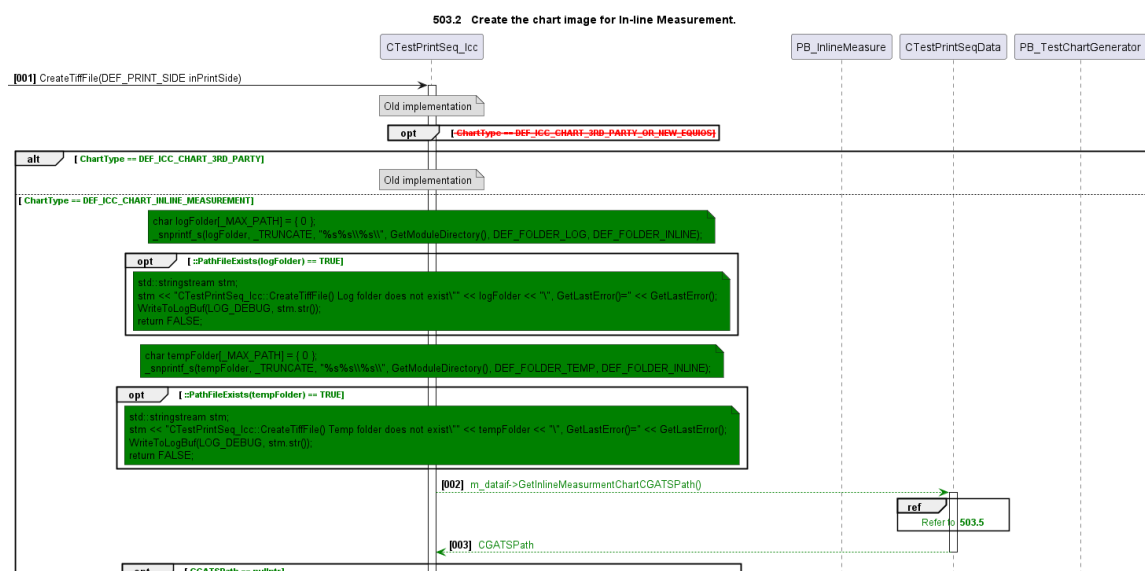 503.2   Create the chart image for In-line Measurement.
CTestPrintSeq_Icc
PB_InlineMeasure
CTestPrintSeqData
PB_TestChartGenerator
[001] CreateTiffFile(DEF_PRINT_SIDE inPrintSide)
Old implementation
opt [ ChartType == DEF_ICC_CHART_3RD_PARTY_OR_NEW_EQUIOS]
alt [ ChartType == DEF_ICC_CHART_3RD_PARTY]
Old implementation
[ ChartType == DEF_ICC_CHART_INLINE_MEASUREMENT]
char logFolder[_MAX_PATH] = { 0 };
_snprintf_s(logFolder, _TRUNCATE, "%s%s\\%s\\", GetModuleDirectory(), DEF_FOLDER_LOG, DEF_FOLDER_INLINE);
opt [ ::PathFileExists(logFolder) == TRUE]
std::stringstream stm;
stm << "CTestPrintSeq_Icc::CreateTiffFile() Log folder does not exist\"" << logFolder << "\", GetLastError()=" << GetLastError();
WriteToLogBuf(LOG_DEBUG, stm.str());
return FALSE;
char tempFolder[_MAX_PATH] = { 0 };
_snprintf_s(tempFolder, _TRUNCATE, "%s%s\\%s\\", GetModuleDirectory(), DEF_FOLDER_TEMP, DEF_FOLDER_INLINE);
opt [ ::PathFileExists(tempFolder) == TRUE]
std::stringstream stm;
stm << "CTestPrintSeq_Icc::CreateTiffFile() Temp folder does not exist\"" << tempFolder << "\", GetLastError()=" << GetLastError();
WriteToLogBuf(LOG_DEBUG, stm.str());
return FALSE;
[002] m_dataif->GetInlineMeasurmentChartCGATSPath()
ref
Refer to 503.5
[003] CGATSPath
opt [ CGATSPath == nullptr]